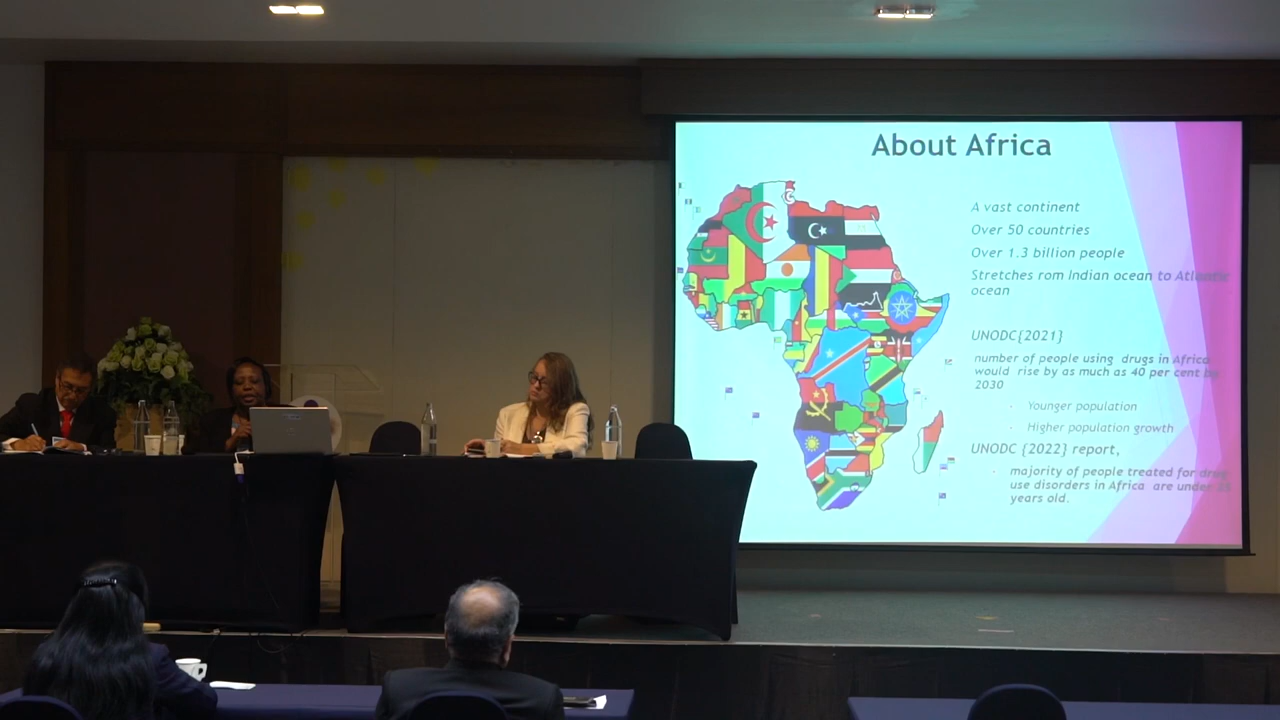 About Africa
A vast continent
Over 50 countries
Over 1.3 billion people
Stretches rom Indian ocean to Atlantic
ocean
UNODC{2021}
number of people using drugs in Africa
would rise by as much as 40 per cent by
2030
Younger population
Higher population growth
UNODC {2022} report,
majority of people treated for drug
use disorders in Africa are under 35
years old.